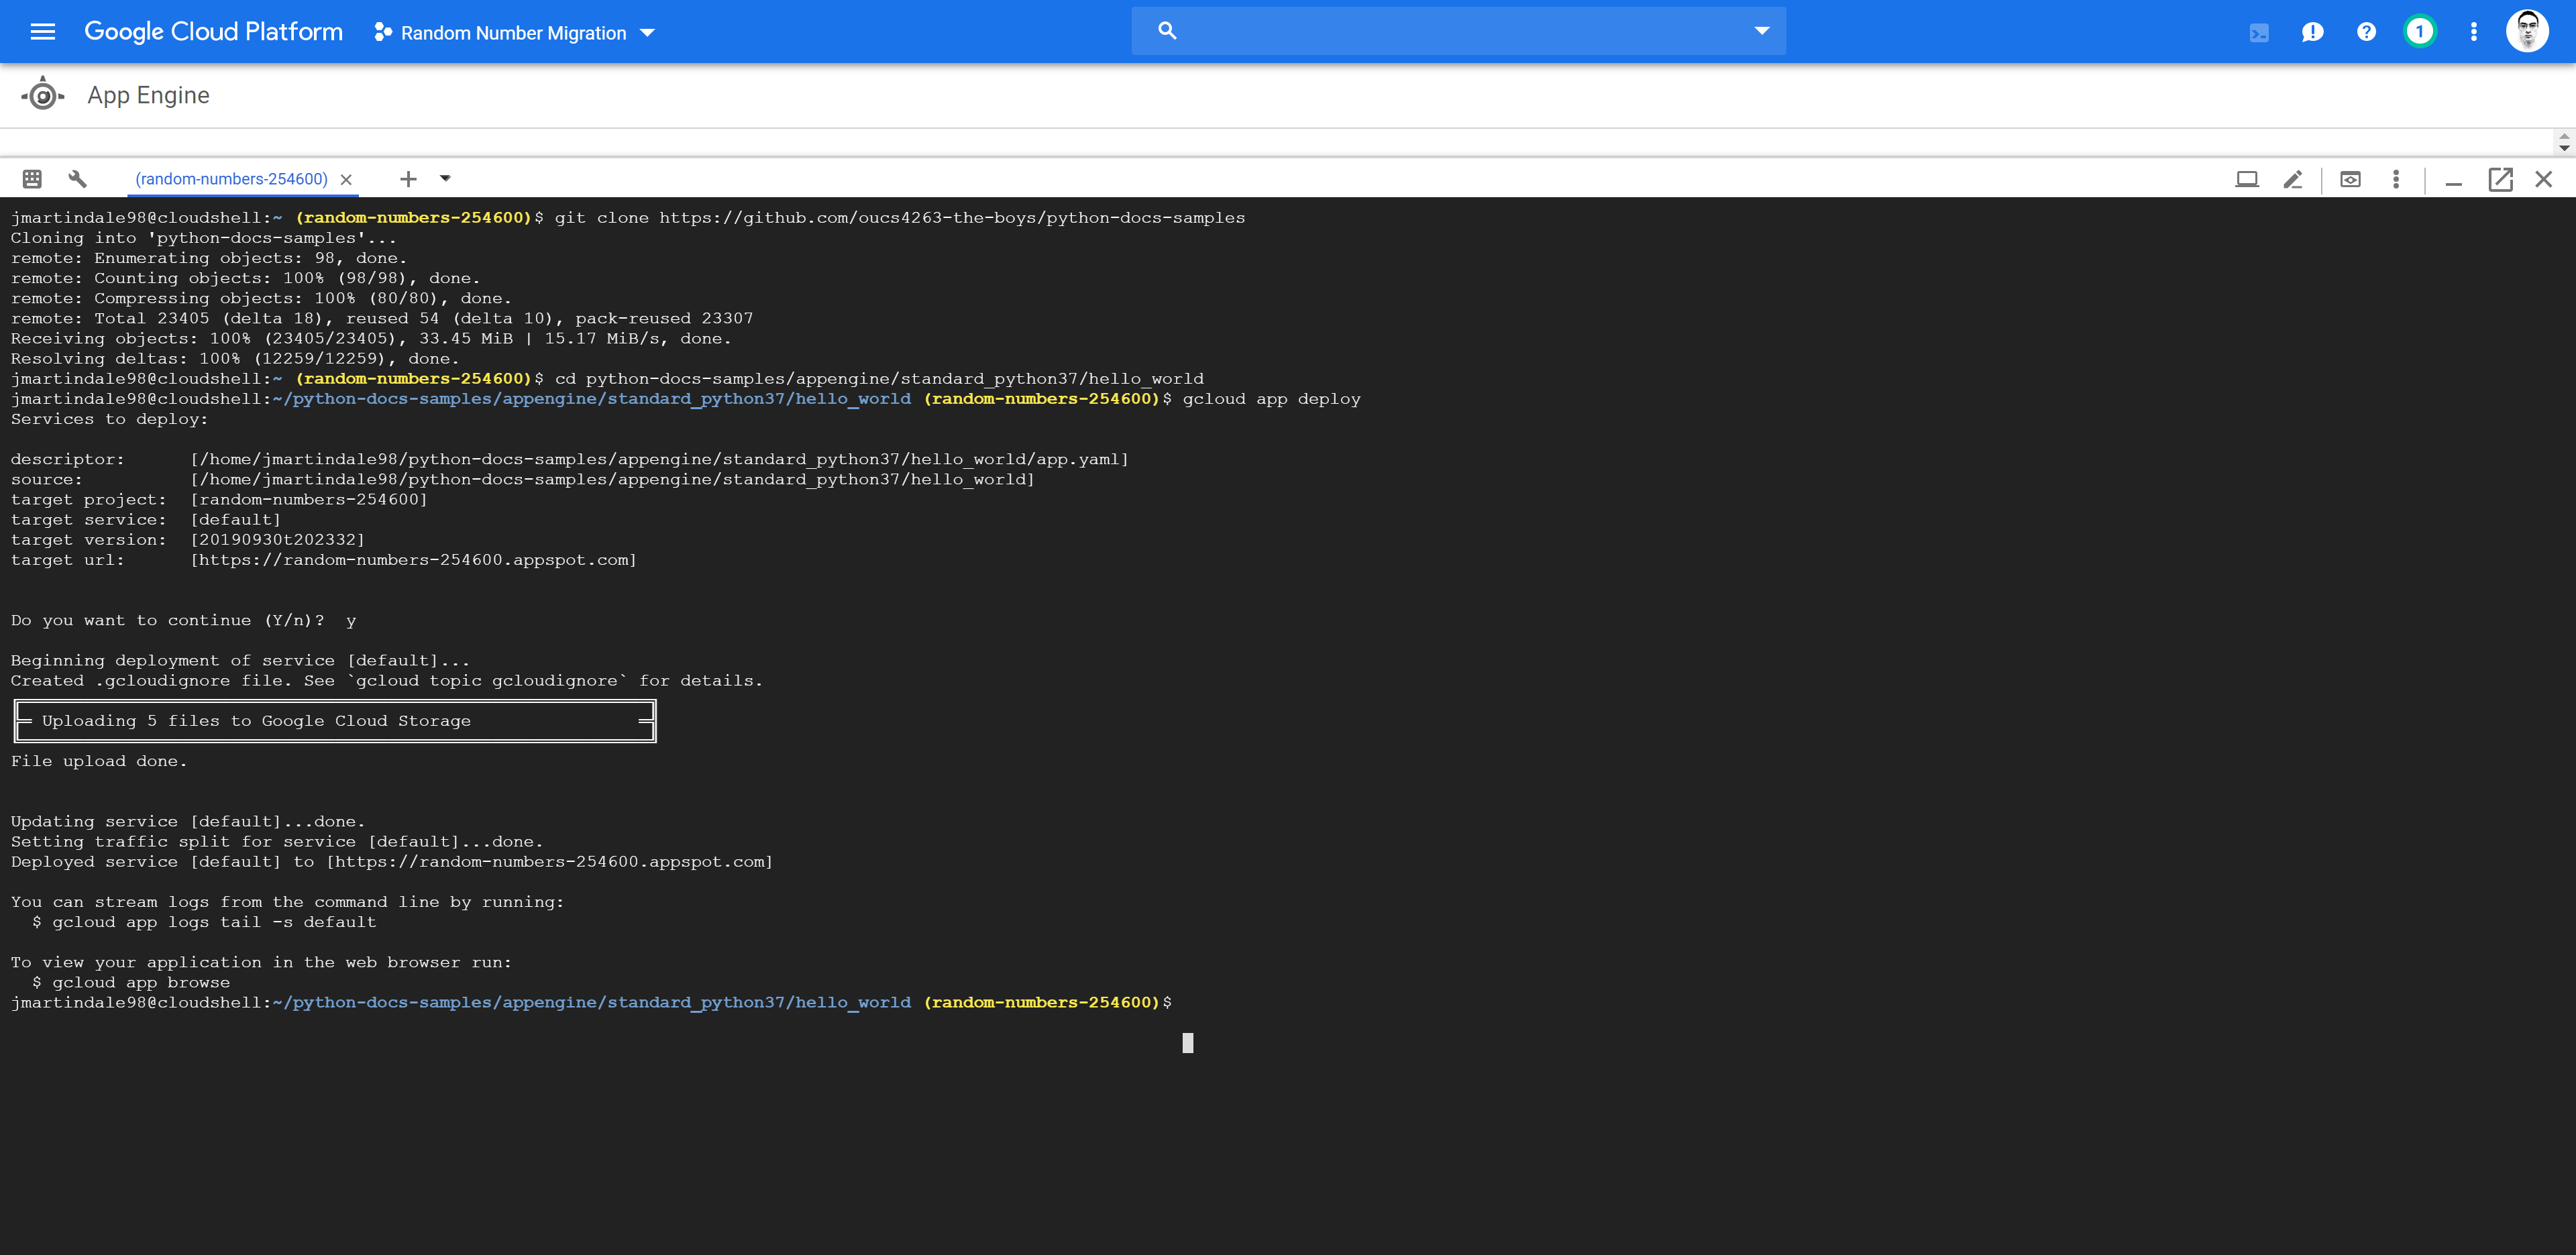 Google Cloud Platform
Random Number Migration
1
App Engine
(random-numbers-254600)
jmartindale98@cloudshell:~ (random-numbers-254600)$ git clone https://github.com/oucs4263-the-boys/python-docs-samples
Cloning into 'python-docs-samples'...
remote: Enumerating objects: 98, done.
remote: Counting objects: 100% (98/98), done.
remote: Compressing objects: 100% (80/80), done.
remote: Total 23405 (delta 18), reused 54 (delta 10), pack-reused 23307
Receiving objects: 100% (23405/23405), 33.45 MiB | 15.17 MiB/s, done.
Resolving deltas: 100% (12259/12259), done.
jmartindale98@cloudshell:~ (random-numbers-254600)$ cd python-docs-samples/appengine/standard_python37/hello_world
jmartindale98@cloudshell:~/python-docs-samples/appengine/standard_python37/hello_world (random-numbers-254600)$ gcloud app deploy
Services to deploy:
descriptor:      [/home/jmartindale98/python-docs-samples/appengine/standard_python37/hello_world/app.yaml]
source:          [/home/jmartindale98/python-docs-samples/appengine/standard_python37/hello_world]
target project:  [random-numbers-254600]
target service:  [default]
target version:  [20190930t202332]
target url:      [https://random-numbers-254600.appspot.com]
Do you want to continue (Y/n)?  y
Beginning deployment of service [default]...
Created .gcloudignore file. See `gcloud topic gcloudignore` for details.
Uploading 5 files to Google Cloud Storage
File upload done.
Updating service [default]...done.
Setting traffic split for service [default]...done.
Deployed service [default] to [https://random-numbers-254600.appspot.com]
You can stream logs from the command line by running:
  $ gcloud app logs tail -s default
To view your application in the web browser run:
  $ gcloud app browse
jmartindale98@cloudshell:~/python-docs-samples/appengine/standard_python37/hello_world (random-numbers-254600)$